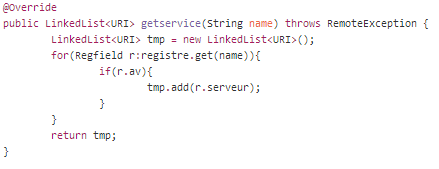 @Override
public LinkedList<URI> getservice(String name) throws RemoteException {
LinkedList<URI> tmp = new LinkedList<URI>();
for(Regfield r:registre.get(name)){
if(r.av){
tmp.add(r.serveur);
}
}
return tmp;
}